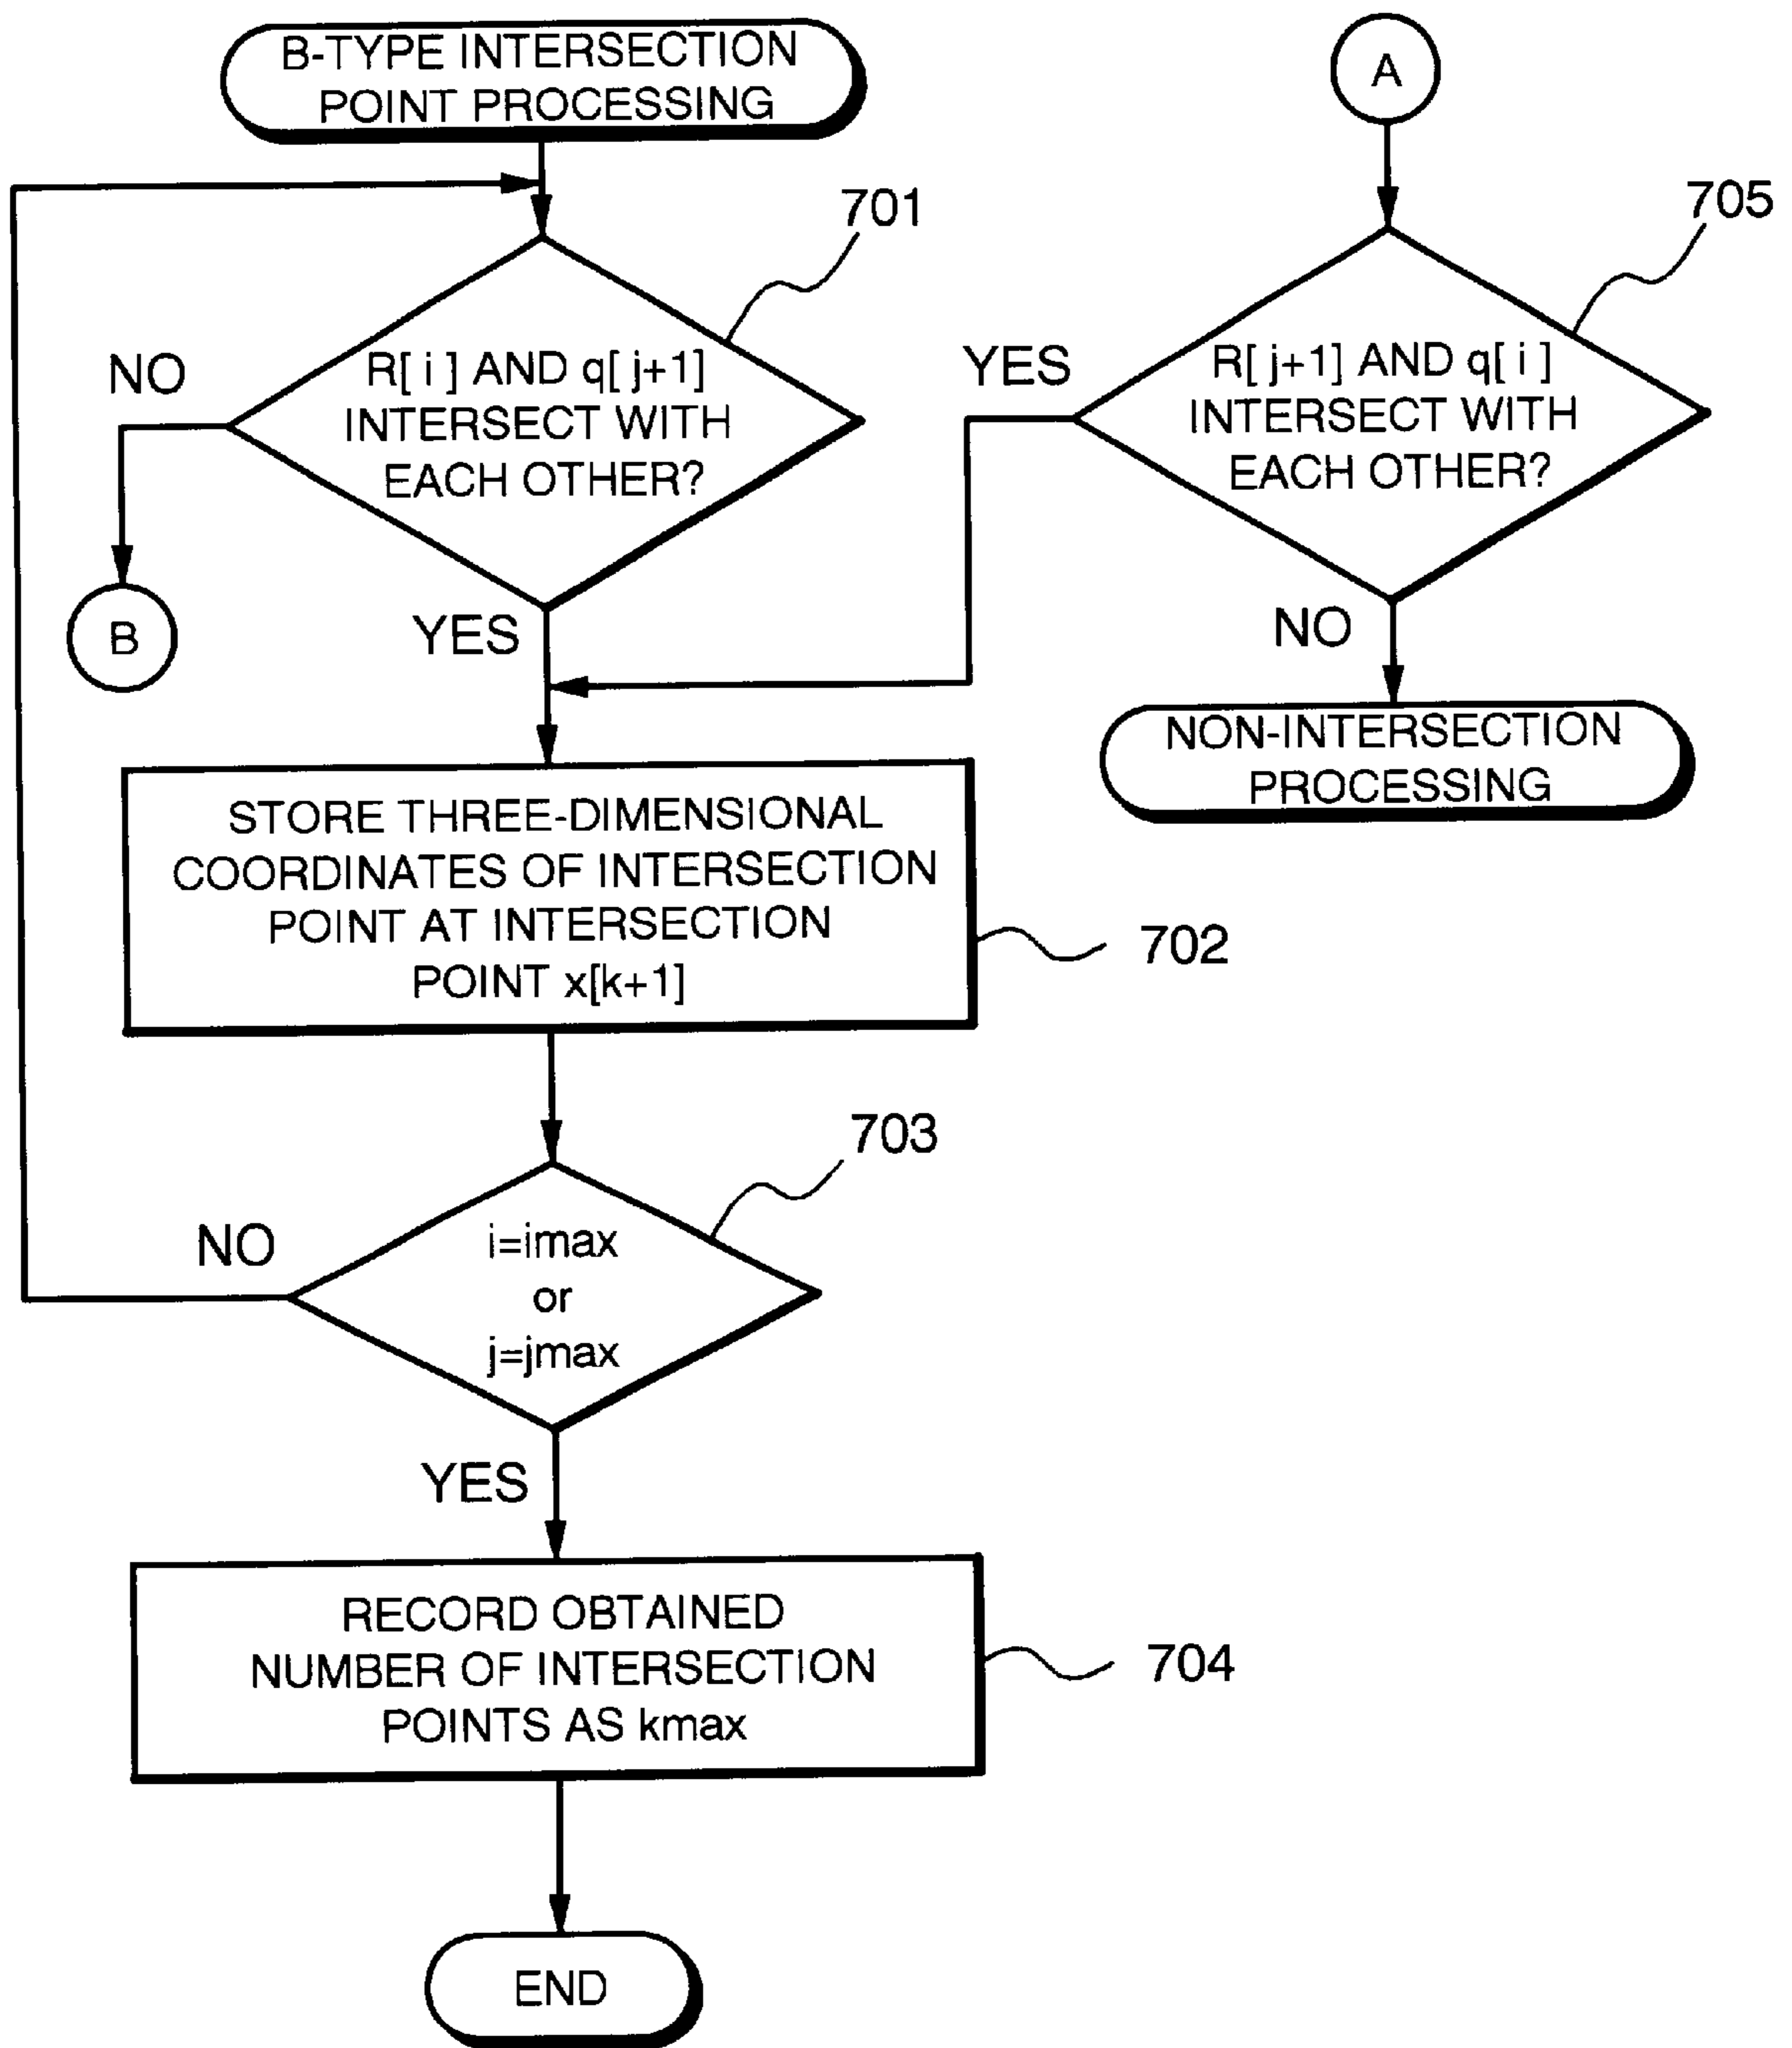 B-TYPE INTERSECTION
POINT PROCESSING
701
NO
R[ i ] AND q[ j+1]
INTERSECT WITH
EACH OTHER?
B
YES
STORE THREE-DIMENSIONAL
COORDINATES OF INTERSECTION
POINT AT INTERSECTION
POINT x[k+1]
702
703
NO
i=imax
or
j=jmax
YES
RECORD OBTAINED
NUMBER OF INTERSECTION
POINTS AS kmax
704
END
A
705
YES
R[ j+1] AND q[ i ]
INTERSECT WITH
EACH OTHER?
NO
NON-INTERSECTION
PROCESSING